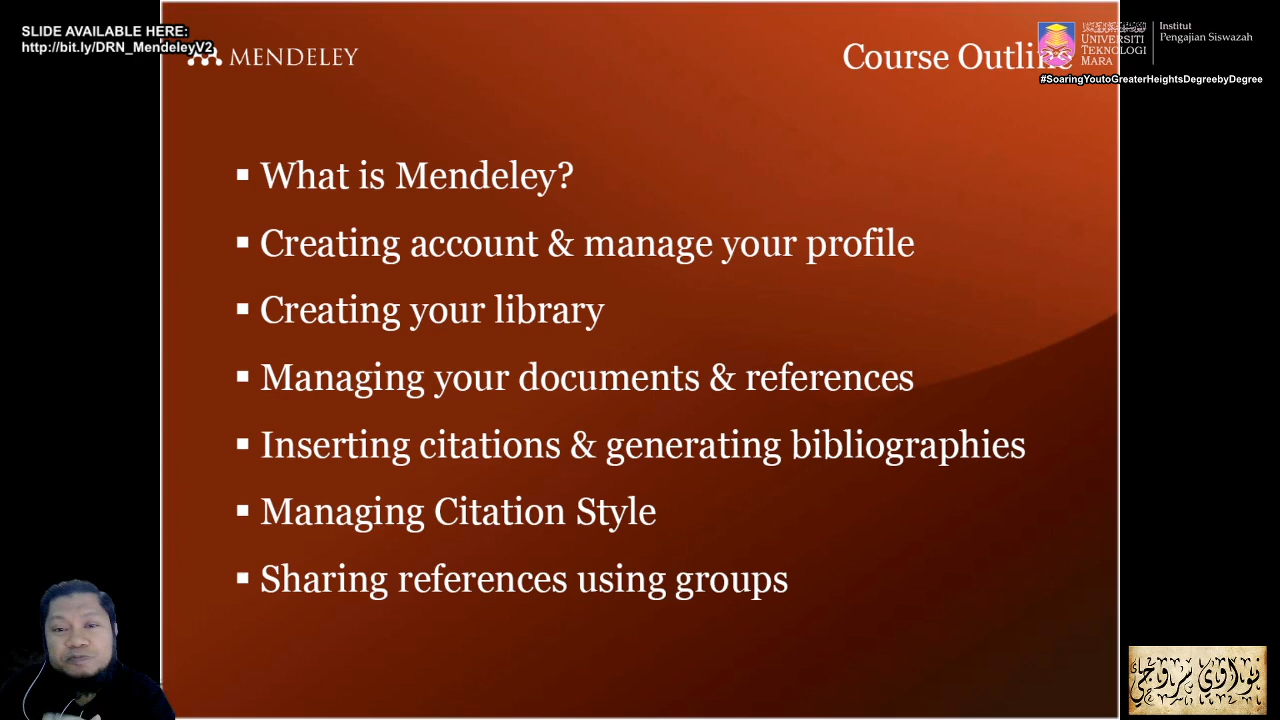 SLIDE AVAILABLE HERE:
http://bit.ly/DRN_MendeleyV2
MENDELEY
Course Outline
UNIVERSITI
TEKNOLOGI
MARA
Institut
Pengajian Siswazah
#SoaringYoutoGreaterHeightsDegreebyDegree
▪ What is Mendeley?
▪ Creating account & manage your profile
▪ Creating your library
▪ Managing your documents & references
▪ Inserting citations & generating bibliographies
▪ Managing Citation Style
▪ Sharing references using groups